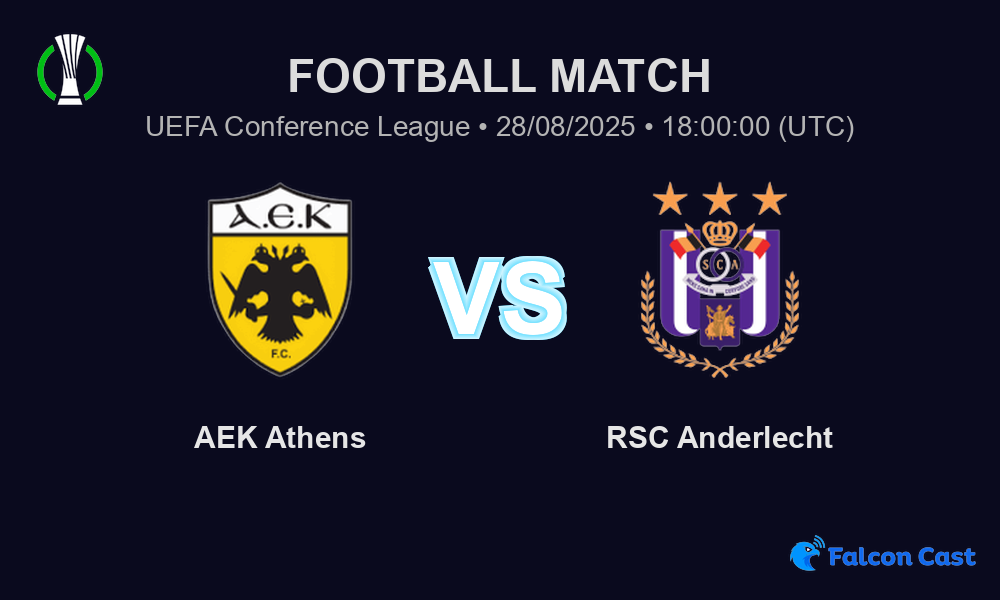 FOOTBALL MATCH
UEFA Conference League • 28/08/2025 • 18:00:00 (UTC)
A.E.K
F.C.
VS
SCA
AEK Athens
RSC Anderlecht
Falcon Cast